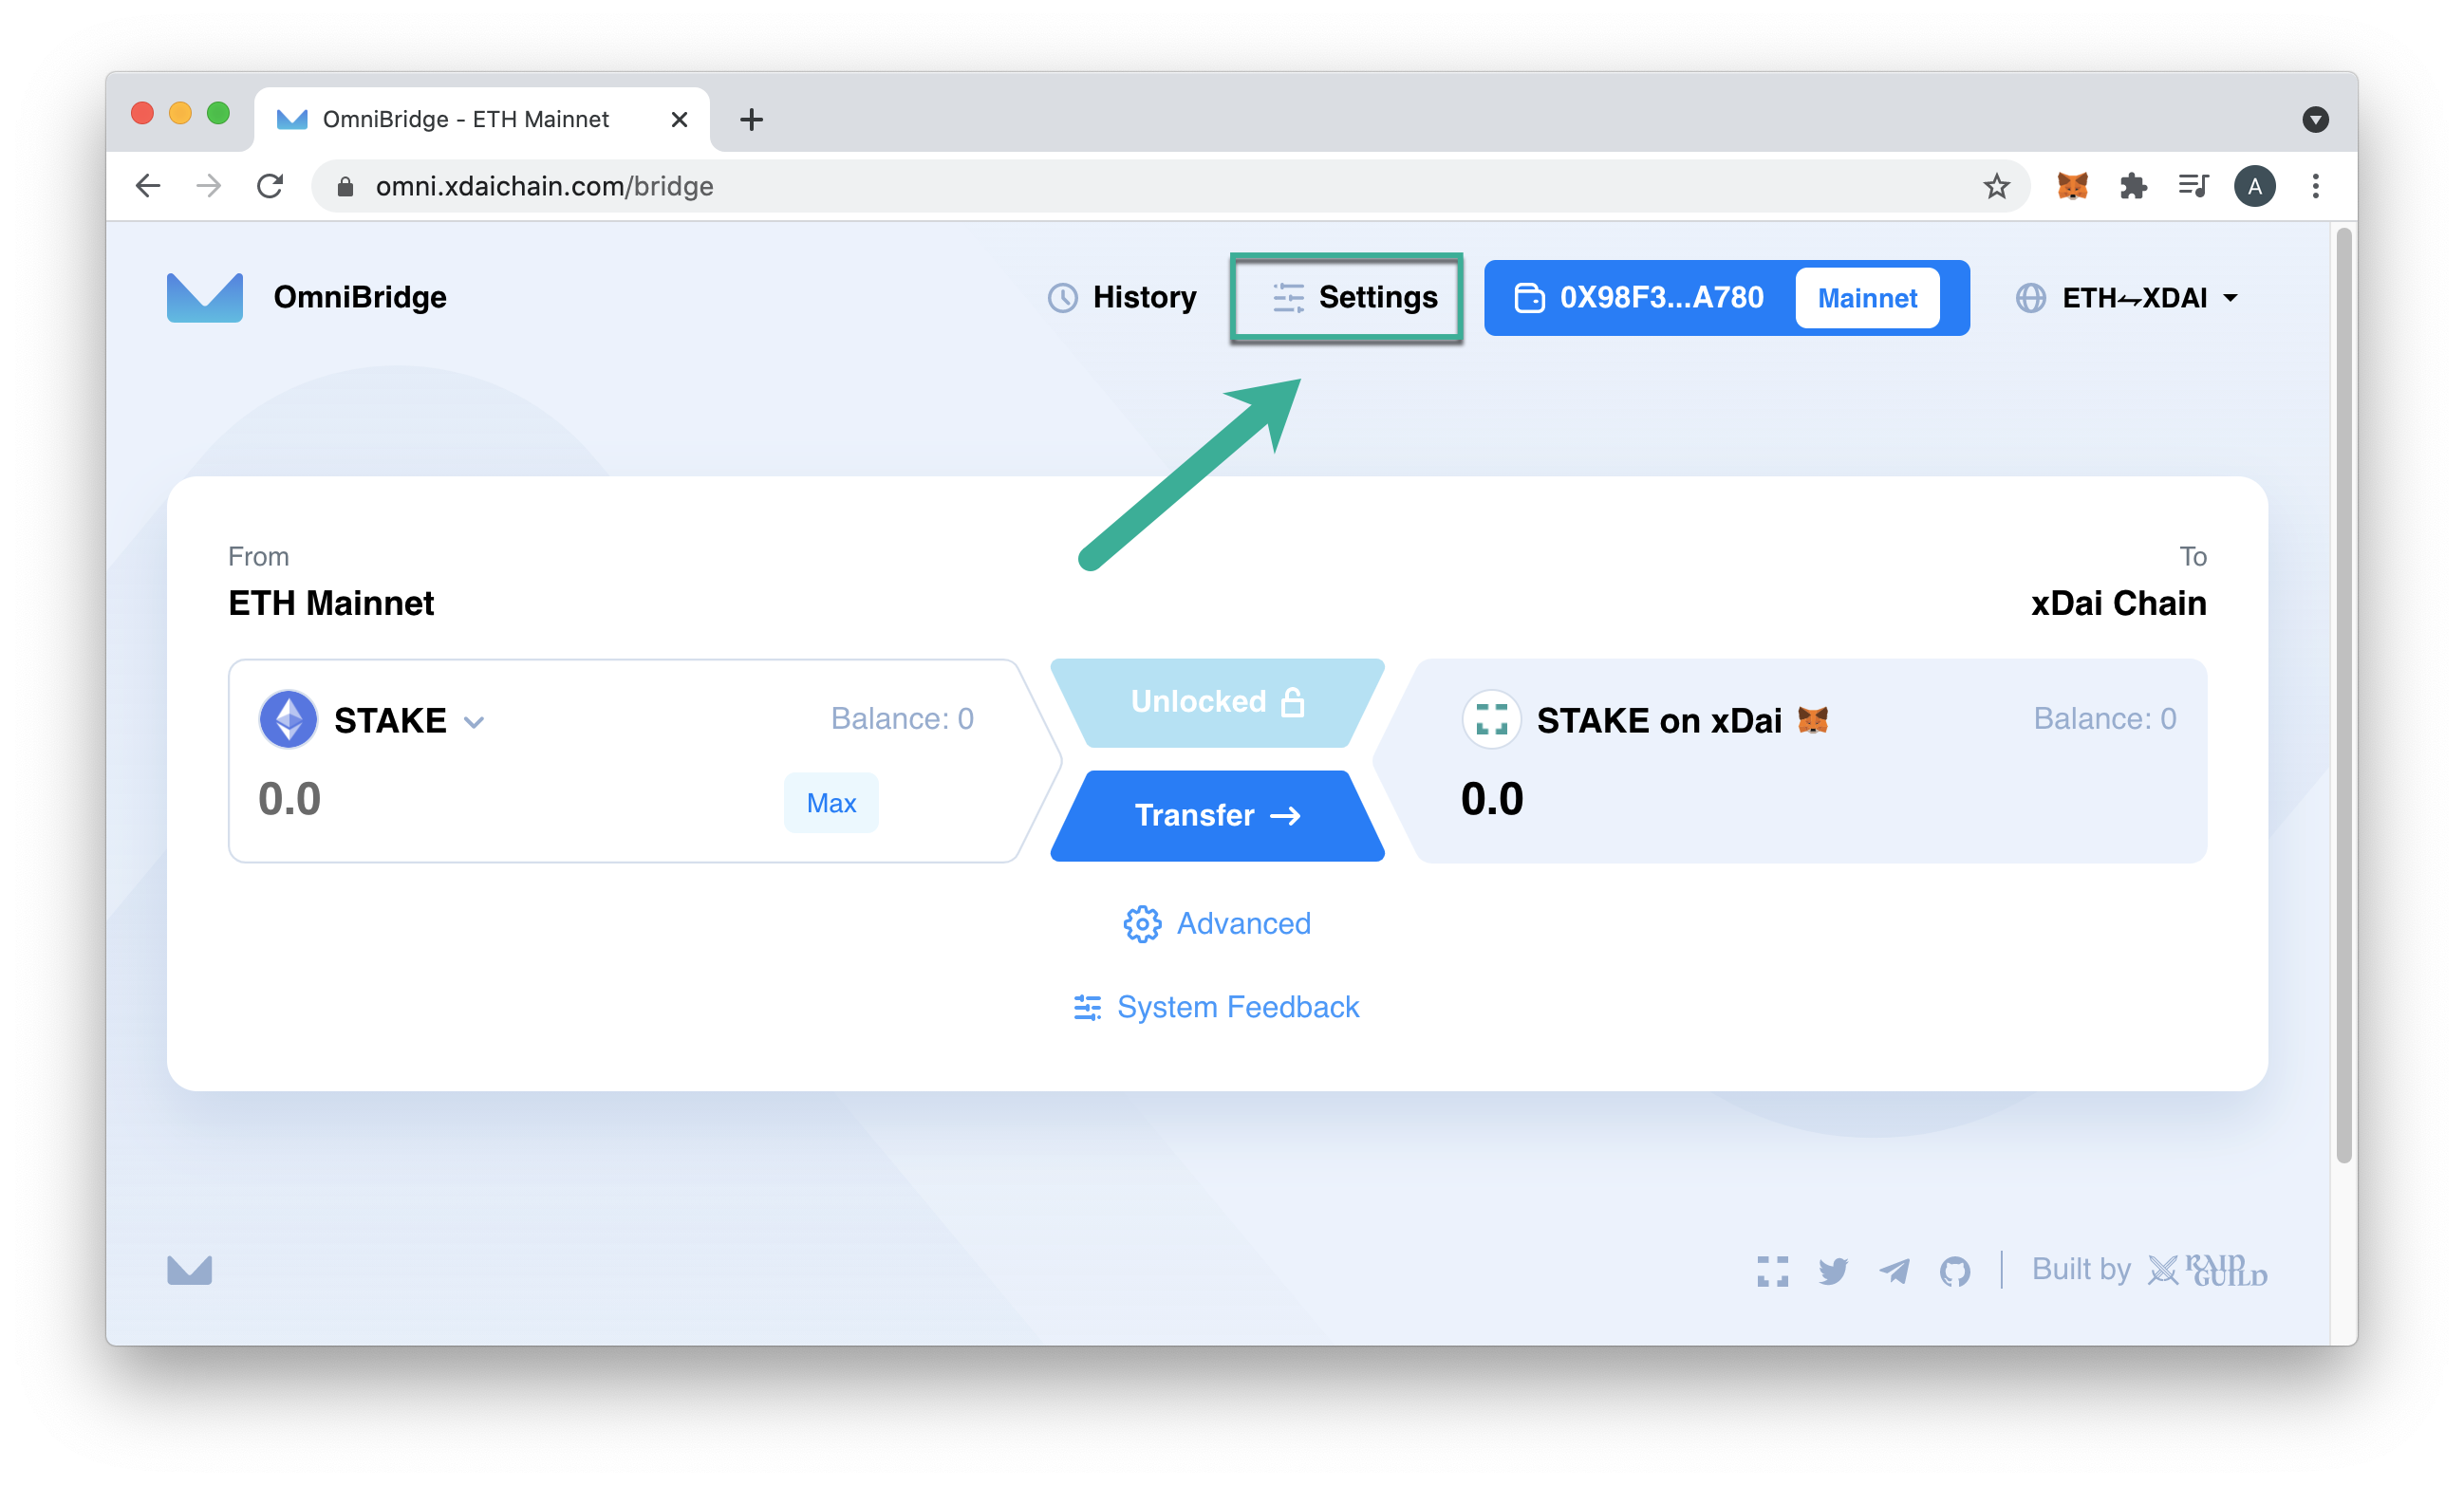 OmniBridge - ETH Mainnet
omni.xdaichain.com/bridge
A
OmniBridge
History
Settings
0X98F3...A780
Mainnet
ETH⇋XDAI
From
To
ETH Mainnet
xDai Chain
STAKE
Balance: 0
Unlocked
STAKE on xDai
Balance: 0
0.0
Max
Transfer →
0.0
Advanced
System Feedback
Built by
RAID
GUILD